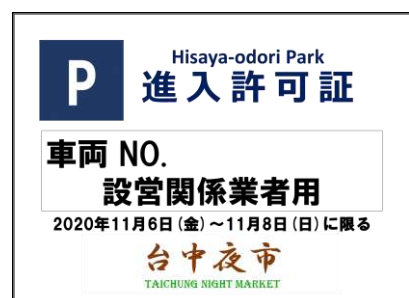 P
Hisaya-odori Park
進入許可証
車両 NO.
設営関係業者用
2020年11月6日(金)~11月8日(日)に限る
台中夜市
TAICHUNG NIGHT MARKET